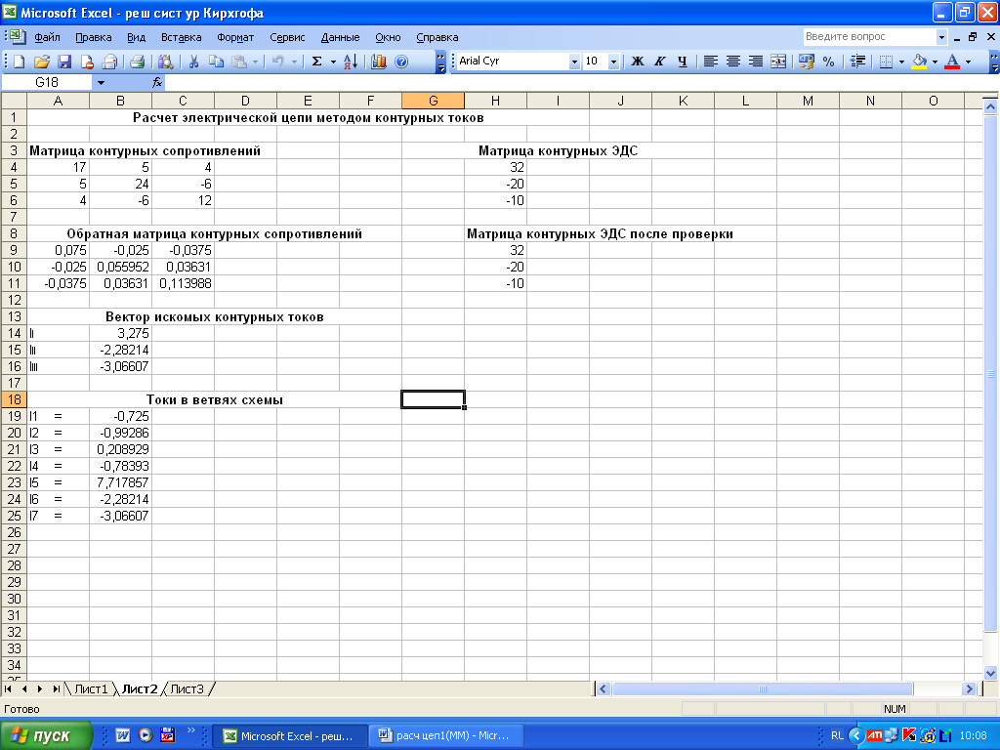 Microsoft Excel - реш сист ур Кирхгофа
Файл Правка Вид Вставка Формат Сервис Данные Окно Справка Введите вопрос
Arial Cyr 10 Ж К Ч %
G18 fx
A B C D E F G H I J K L M N O
1 Расчет электрической цепи методом контурных токов
2
3 Матрица контурных сопротивлений Матрица контурных ЭДС
4 17 5 4 32
5 5 24 -6 -20
6 4 -6 12 -10
7
8 Обратная матрица контурных сопротивлений Матрица контурных ЭДС после проверки
9 0,075 -0,025 -0,0375 32
10 -0,025 0,055952 0,03631 -20
11 -0,0375 0,03631 0,113988 -10
12
13 Вектор искомых контурных токов
14 Iı 3,275
15 Iıı -2,28214
16 Iııı -3,06607
17
18 Токи в ветвях схемы
19 I1 = -0,725
20 I2 = -0,99286
21 I3 = 0,208929
22 I4 = -0,78393
23 I5 = 7,717857
24 I6 = -2,28214
25 I7 = -3,06607
26
27
28
29
30
31
32
33
34
Лист1 Лист2 Лист3
Готово NUM
пуск Microsoft Excel - реш... расч цеп1(ММ) - Micr... RL ATI 10:08